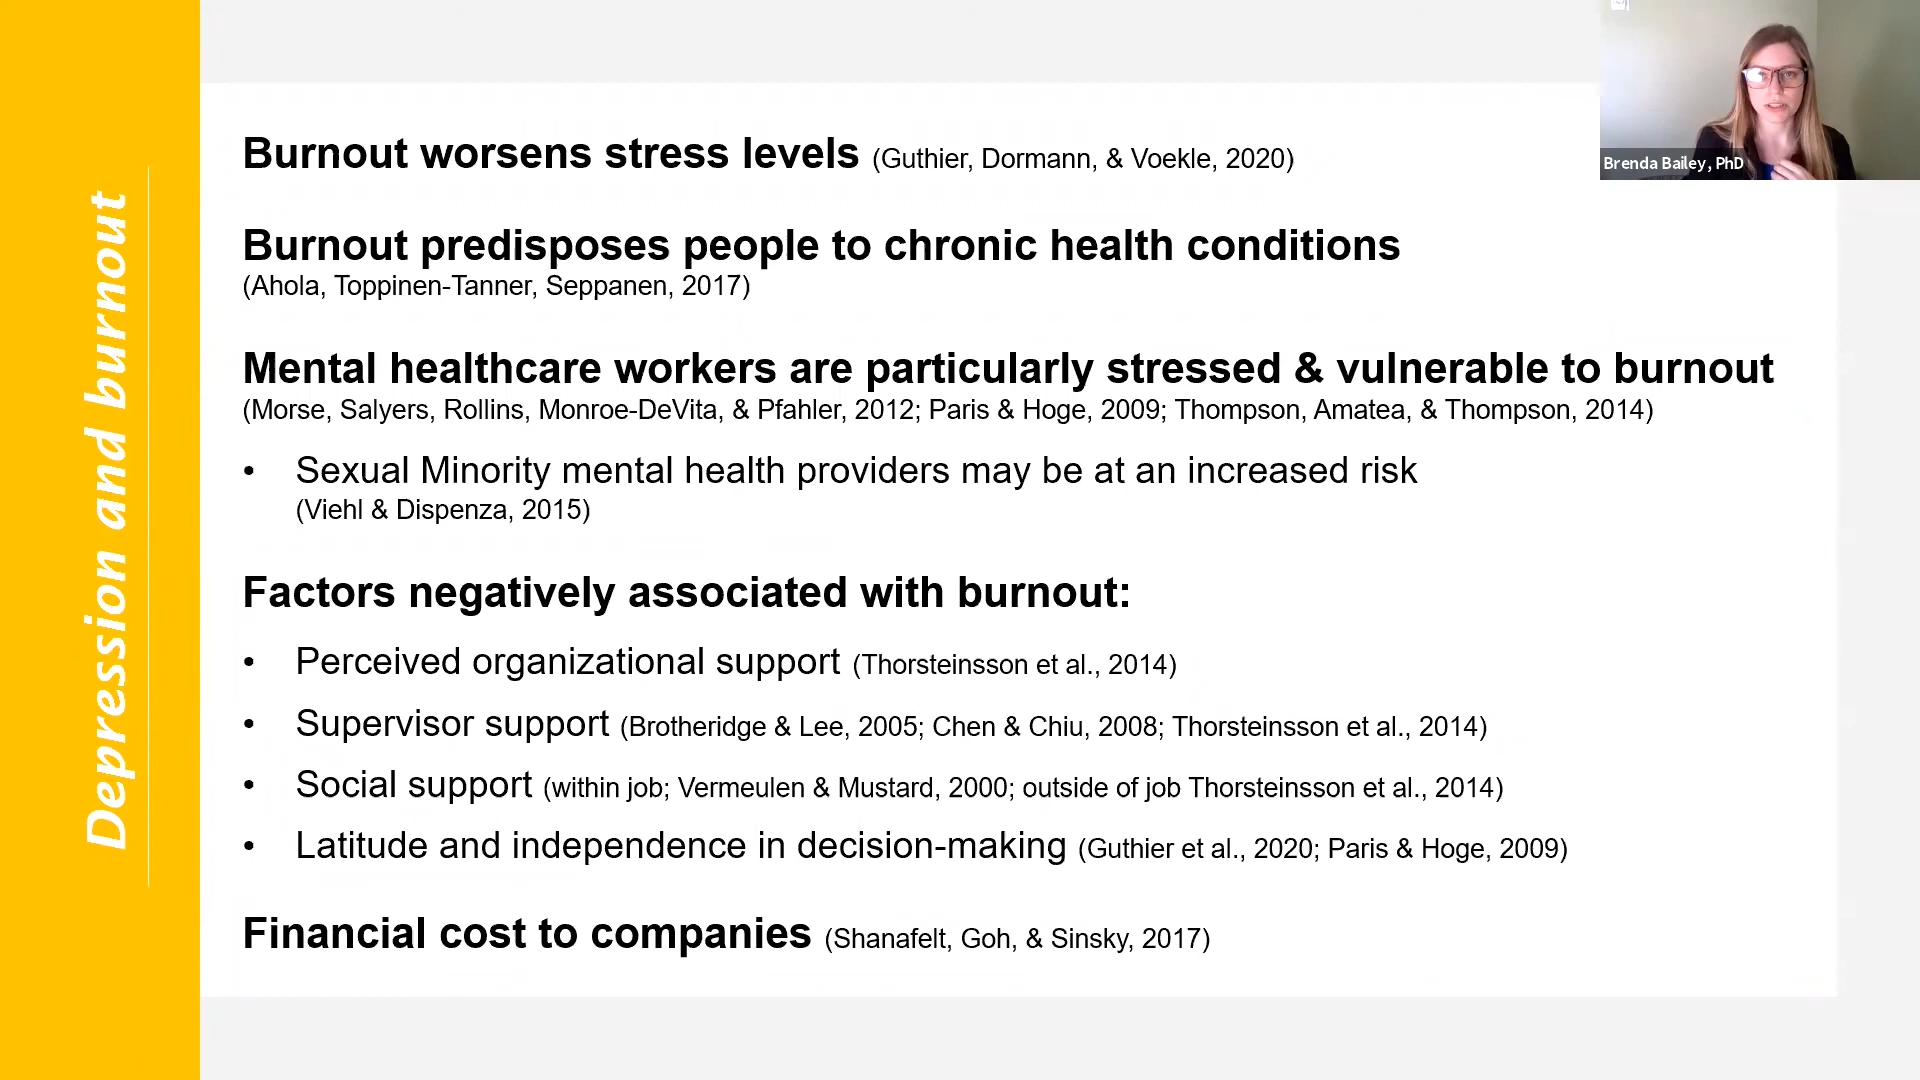 Depression and burnout
Burnout worsens stress levels (Guthier, Dormann, & Voekle, 2020)
Burnout predisposes people to chronic health conditions
(Ahola, Toppinen-Tanner, Seppanen, 2017)
Mental healthcare workers are particularly stressed & vulnerable to burnout
(Morse, Salyers, Rollins, Monroe-DeVita, & Pfahler, 2012; Paris & Hoge, 2009; Thompson, Amatea, & Thompson, 2014)
• Sexual Minority mental health providers may be at an increased risk
(Viehl & Dispenza, 2015)
Factors negatively associated with burnout:
• Perceived organizational support (Thorsteinsson et al., 2014)
• Supervisor support (Brotheridge & Lee, 2005; Chen & Chiu, 2008; Thorsteinsson et al., 2014)
• Social support (within job; Vermeulen & Mustard, 2000; outside of job Thorsteinsson et al., 2014)
• Latitude and independence in decision-making (Guthier et al., 2020; Paris & Hoge, 2009)
Financial cost to companies (Shanafelt, Goh, & Sinsky, 2017)
Brenda Bailey, PhD